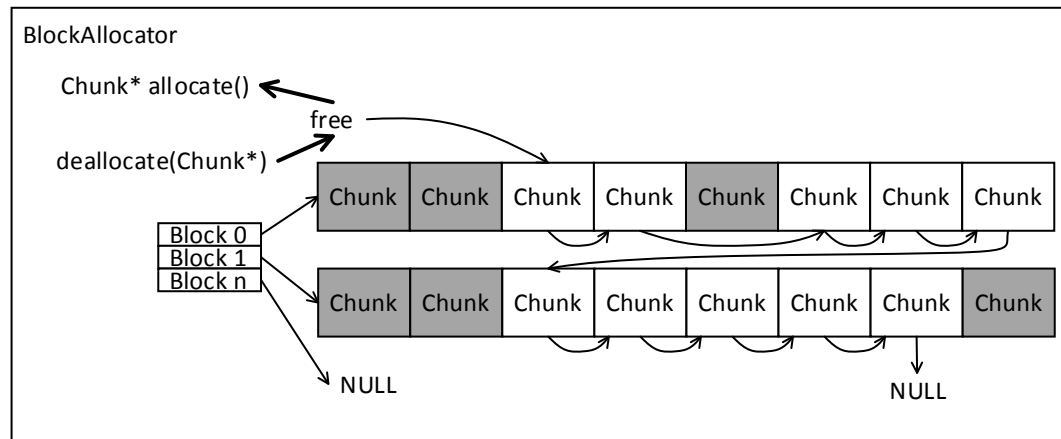 BlockAllocator
Chunk* allocate()
free
deallocate(Chunk*)
Chunk Chunk Chunk Chunk Chunk Chunk Chunk Chunk
Block 0
Block 1
Block n
Chunk Chunk Chunk Chunk Chunk Chunk Chunk Chunk
NULL
NULL